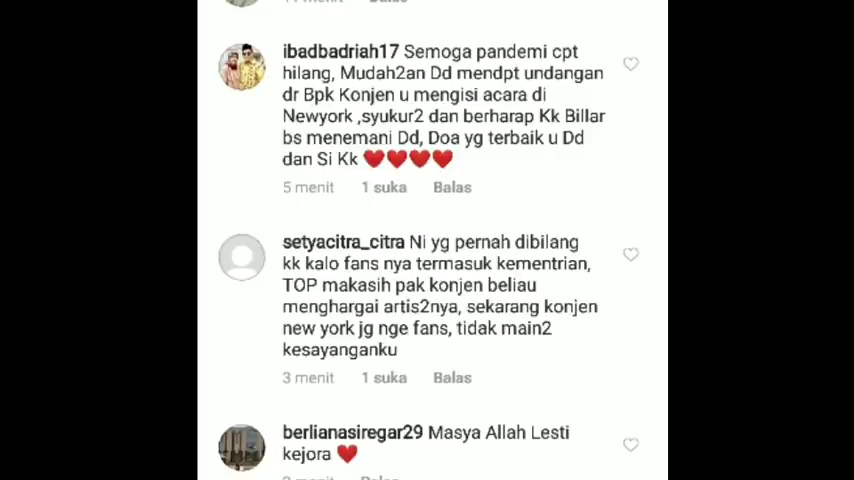 ibadbadriah17 Semoga pandemi cpt
hilang, Mudah2an Dd mendpt undangan
dr Bpk Konjen u mengisi acara di
Newyork ,syukur2 dan berharap Kk Billar
bs menemani Dd, Doa yg terbaik u Dd
dan Si Kk ❤️❤️❤️❤️
5 menit 1 suka Balas
setyacitra_citra Ni yg pernah dibilang
kk kalo fans nya termasuk kementrian,
TOP makasih pak konjen beliau
menghargai artis2nya, sekarang konjen
new york jg nge fans, tidak main2
kesayanganku
3 menit 1 suka Balas
berlianasiregar29 Masya Allah Lesti
kejora ❤️